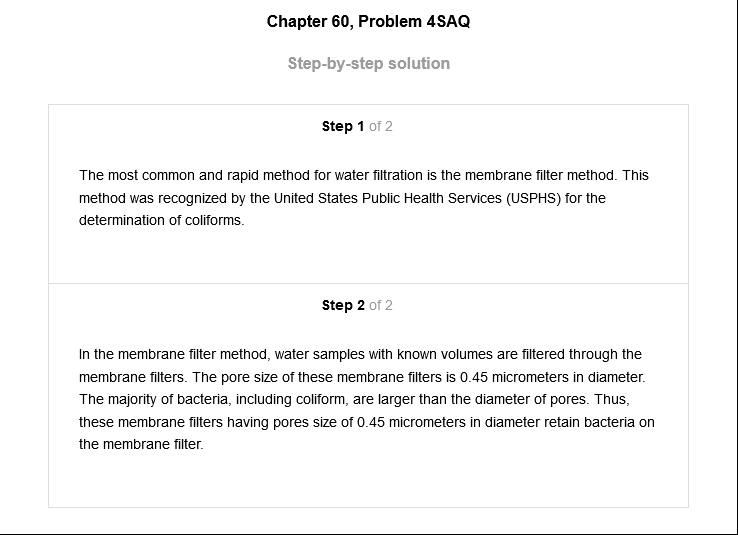 Chapter 60, Problem 4SAQ
Step-by-step solution
Step 1 of 2
The most common and rapid method for water filtration is the membrane filter method. This
method was recognized by the United States Public Health Services (USPHS) for the
determination of coliforms.
Step 2 of 2
In the membrane filter method, water samples with known volumes are filtered through the
membrane filters. The pore size of these membrane filters is 0.45 micrometers in diameter.
The majority of bacteria, including coliform, are larger than the diameter of pores. Thus,
these membrane filters having pores size of 0.45 micrometers in diameter retain bacteria on
the membrane filter.